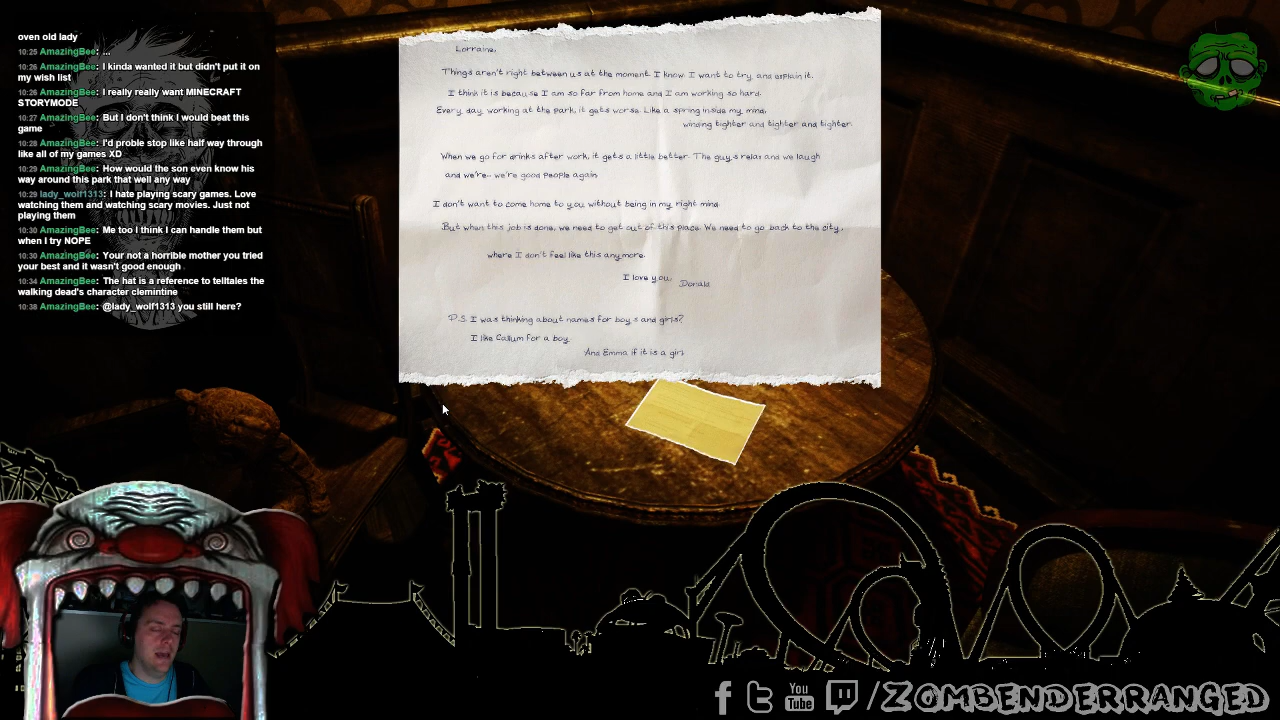 oven old lady
10:25 AmazingBee: ...
10:26 AmazingBee: I kinda wanted it but didn't put it on
my wish list
10:26 AmazingBee: I really really want MINECRAFT
STORYMODE
10:27 AmazingBee: But I don't think I would beat this
game
10:28 AmazingBee: I'd proble stop like half way through
like all of my games XD
10:29 AmazingBee: How would the son even know his
way around this park that well any way
10:29 lady_wolf1313: I hate playing scary games. Love
watching them and watching scary movies. Just not
playing them
10:30 AmazingBee: Me too I think I can handle them but
when I try NOPE
10:30 AmazingBee: Your not a horrible mother you tried
your best and it wasn't good enough
10:34 AmazingBee: The hat is a reference to telltales the
walking dead's character clemintine
10:38 AmazingBee: @lady_wolf1313 you still here?
Lorraine,
Things aren't right between us at the moment I know. I want to try, and explain it.
I think it is because I am so far from home and I am working so hard.
Every day working at the park, it gets worse. Like a spring inside my mind,
winding tighter and tighter and tighter.
When we go for drinks after work, it gets a little better. The guys relax and we laugh
and we're.. we're good people again
I don't want to come home to you without being in my right mind.
But when this job is done, we need to get out of this place. We need to go back to the city,
where I don't feel like this anymore.
I love you,
Donald
P.S I was thinking about names for boys and girls?
I like Callum for a boy.
And Emma if it is a girl
You
Tube
/ZOMBENDERRANGED